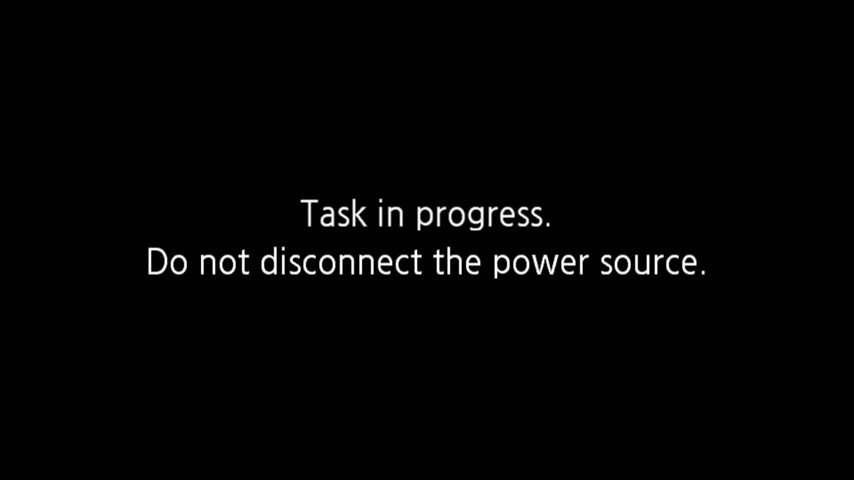 Task in progress.
Do not disconnect the power source.